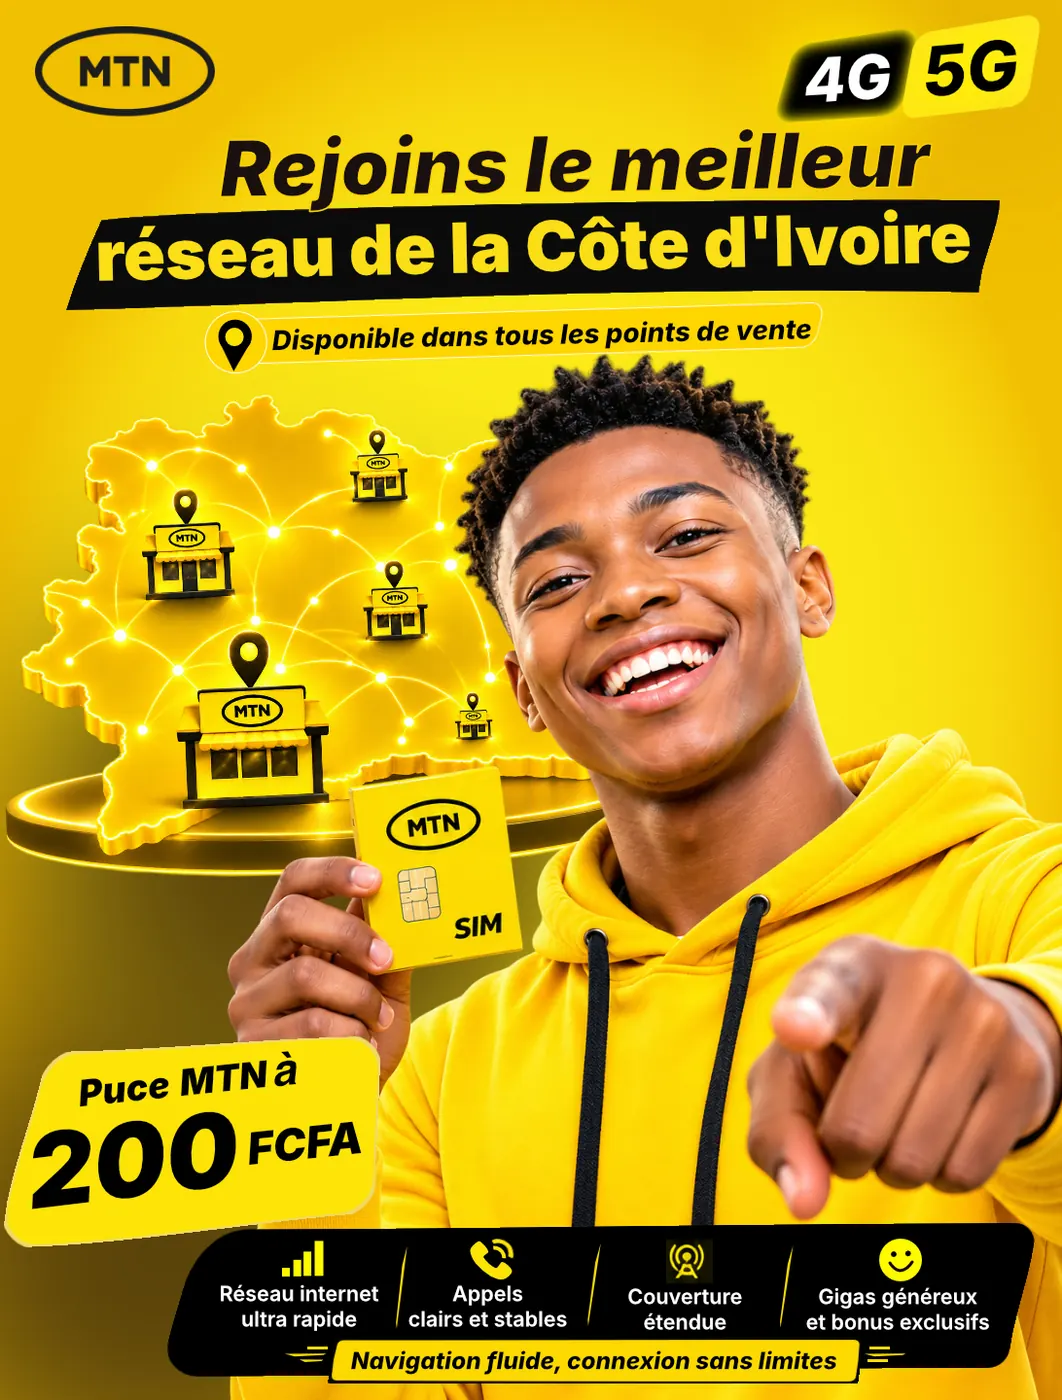 MTN
4G 5G
Rejoins le meilleur
réseau de la Côte d'Ivoire
Disponible dans tous les points de vente
MTN
MTN
MTN
MTN
MTN
MTN
SIM
Puce MTN à
200 FCFA
Réseau internet
ultra rapide
Appels
clairs et stables
Couverture
étendue
Gigas généreux
et bonus exclusifs
Navigation fluide, connexion sans limites